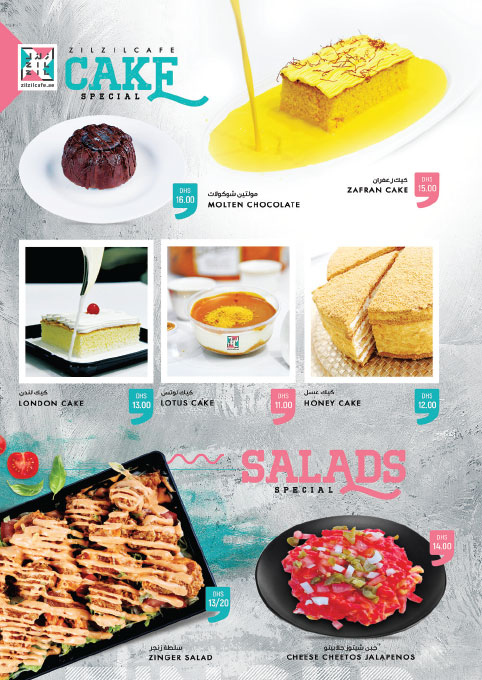 زلزيل
ZILZIL
zilzilcafe.ae
ZILZILCAFE
CAKE
SPECIAL
DHS
16.00
مولتين شوكولات
MOLTEN CHOCOLATE
كيك زعفران
ZAFRAN CAKE
DHS
15.00
كيك لندن
LONDON CAKE
DHS
13.00
كيك لوتس
LOTUS CAKE
DHS
11.00
كيك عسل
HONEY CAKE
DHS
12.00
SALADS
SPECIAL
DHS
13/20
سلطة زنجر
ZINGER SALAD
DHS
14.00
جبن شيتوز جلابينو
CHEESE CHEETOS JALAPENOS